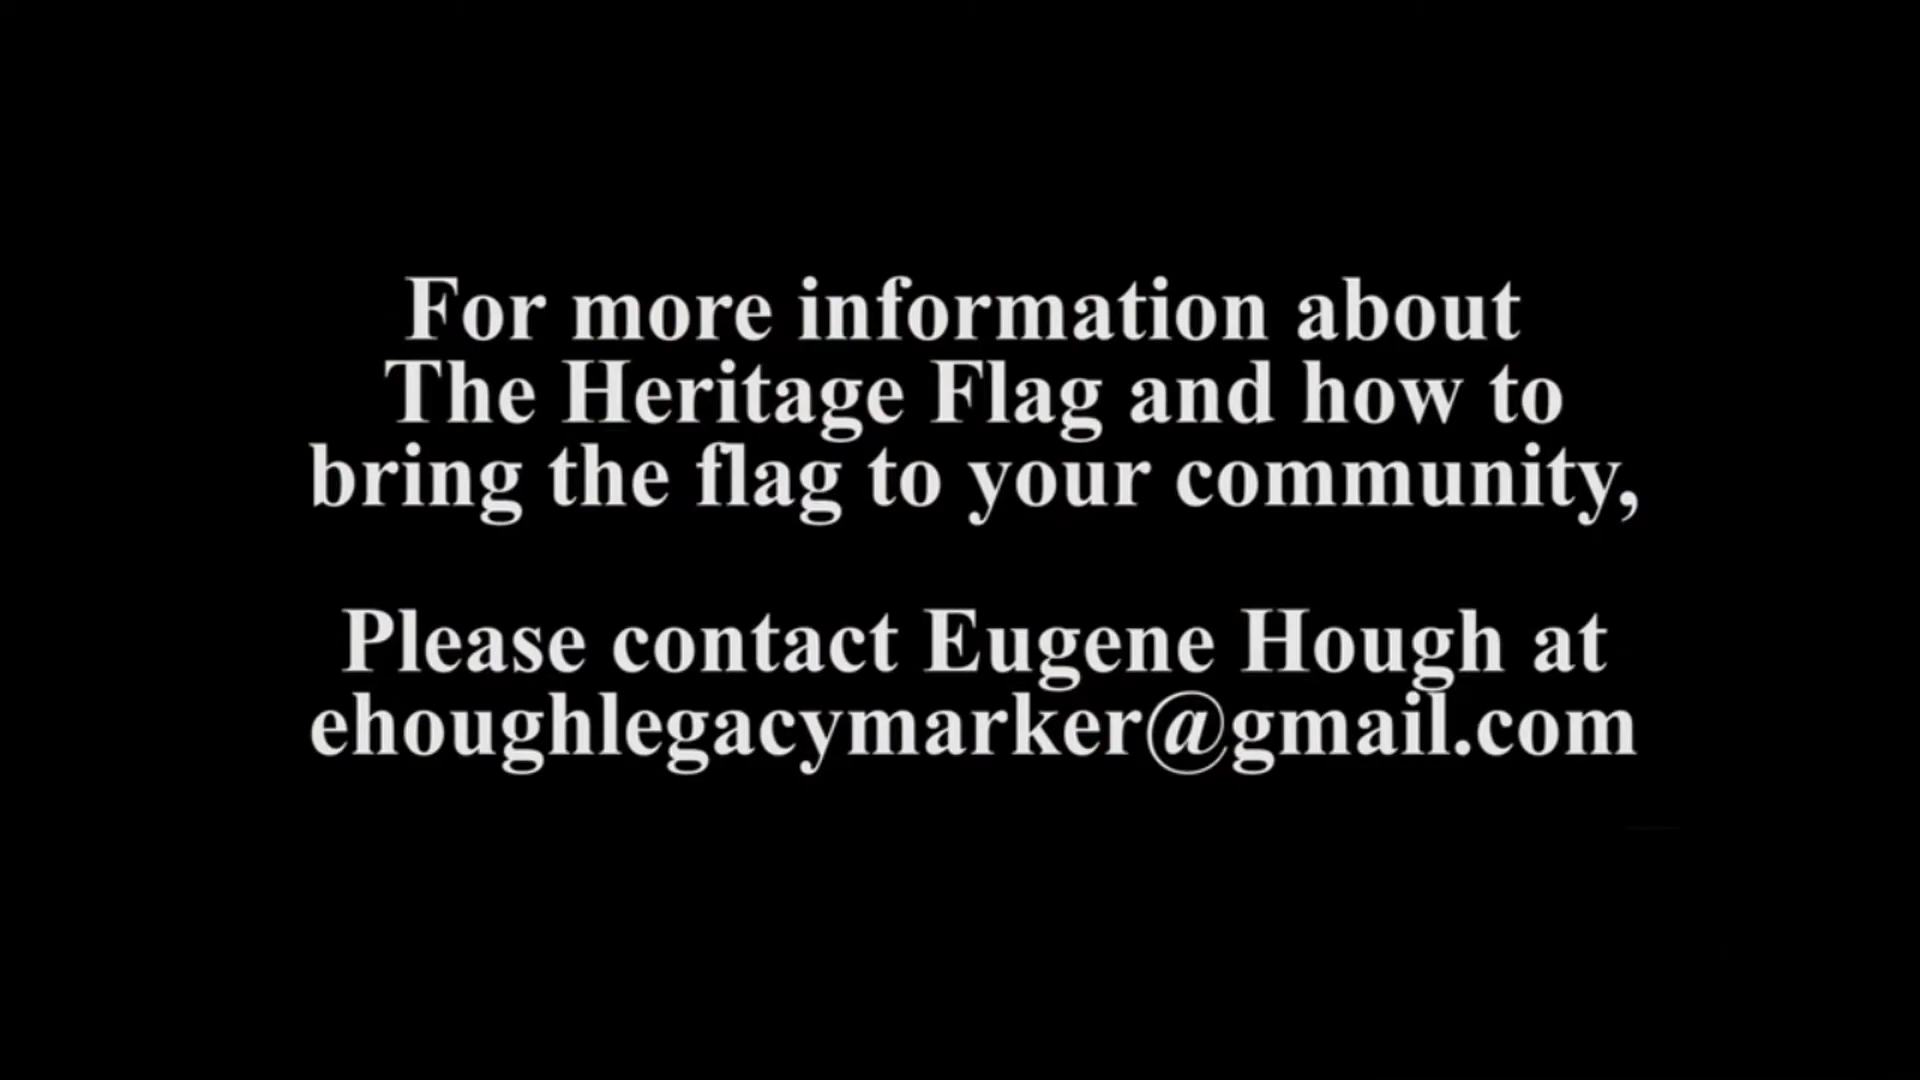 For more information about
The Heritage Flag and how to
bring the flag to your community,
Please contact Eugene Hough at
ehoughlegacymarker@gmail.com